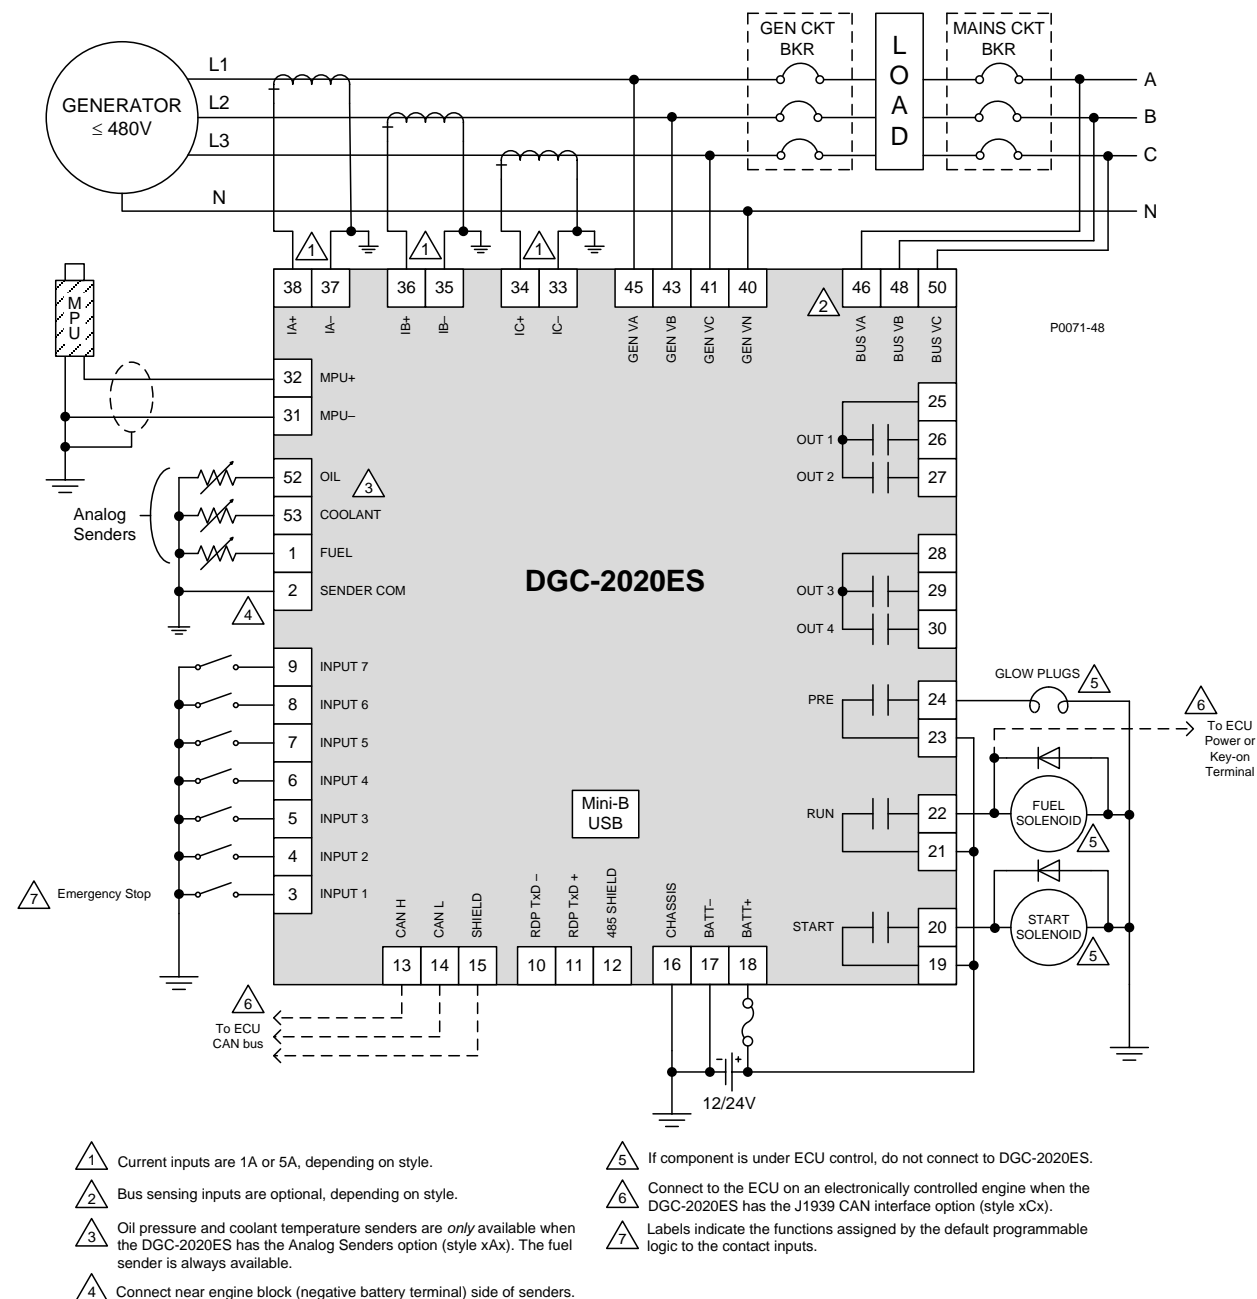 GEN CKT
BKR
LOAD
MAINS CKT
BKR
GENERATOR
≤ 480V
L1
L2
L3
N
A
B
C
N
1
1
1
2
38
37
36
35
34
33
45
43
41
40
46
48
50
IA+
IA–
IB+
IB–
IC+
IC–
GEN VA
GEN VB
GEN VC
GEN VN
BUS VA
BUS VB
BUS VC
P0071-48
MPU
32 MPU+
31 MPU–
Analog
Senders
52 OIL
3
53 COOLANT
1 FUEL
2 SENDER COM
4
DGC-2020ES
25
OUT 1 26
OUT 2 27
28
OUT 3 29
OUT 4 30
PRE 24
23
RUN 22
21
START 20
19
GLOW PLUGS
5
6
To ECU
Power or
Key-on
Terminal
FUEL
SOLENOID
5
START
SOLENOID
5
9 INPUT 7
8 INPUT 6
7 INPUT 5
6 INPUT 4
5 INPUT 3
4 INPUT 2
3 INPUT 1
7 Emergency Stop
Mini-B
USB
CAN H
CAN L
SHIELD
RDP TxD –
RDP TxD +
485 SHIELD
CHASSIS
BATT–
BATT+
13
14
15
10
11
12
16
17
18
6
To ECU
CAN bus
- +
12/24V
1 Current inputs are 1A or 5A, depending on style.
2 Bus sensing inputs are optional, depending on style.
3 Oil pressure and coolant temperature senders are only available when
the DGC-2020ES has the Analog Senders option (style xAx). The fuel
sender is always available.
4 Connect near engine block (negative battery terminal) side of senders.
5 If component is under ECU control, do not connect to DGC-2020ES.
6 Connect to the ECU on an electronically controlled engine when the
DGC-2020ES has the J1939 CAN interface option (style xCx).
7 Labels indicate the functions assigned by the default programmable
logic to the contact inputs.